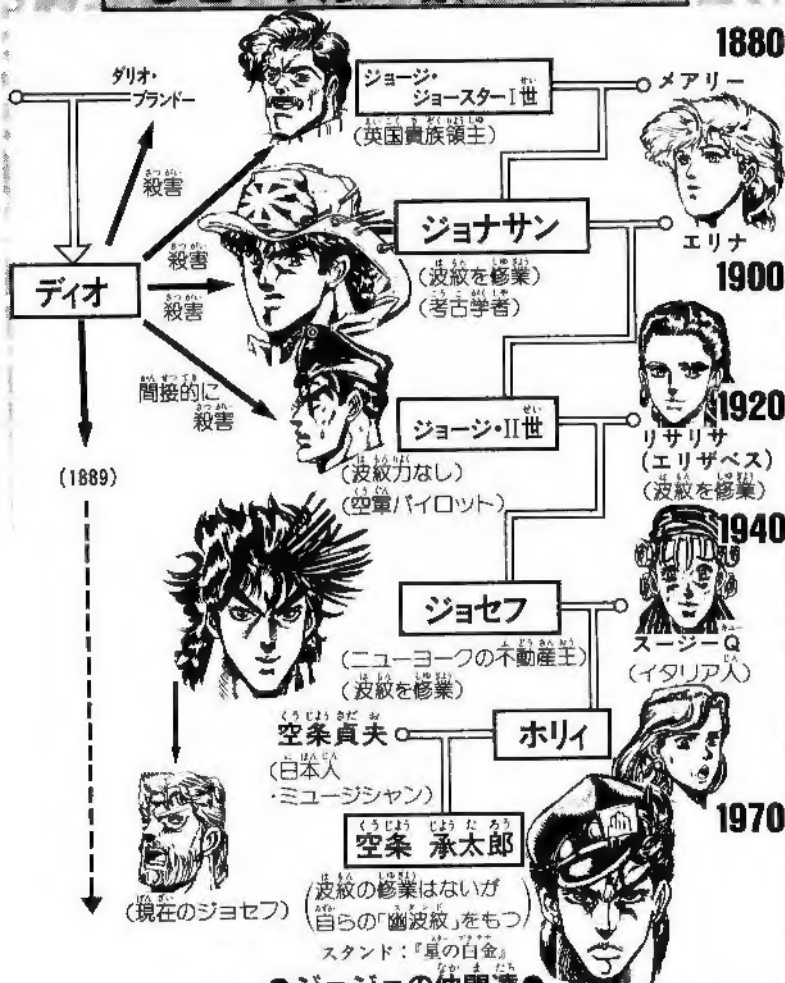 1880
ダリオ・
ブランドー
ジョージ・
ジョースターI世
メアリー
(英国貴族領主)
殺害
殺害
ジョナサン
エリナ
ディオ
殺害
(波紋を修業)
(考古学者)
1900
間接的に
殺害
ジョージ・II世
1920
リサリサ
(エリザベス)
(波紋を修業)
(1889)
(波紋力なし)
(空軍パイロット)
1940
ジョセフ
スージーQ
(イタリア人)
(ニューヨークの不動産王)
(波紋を修業)
空条貞夫
ホリィ
(日本人
・ミュージシャン)
1970
空条 承太郎
(現在のジョセフ)
(波紋の修業はないが
自らの「幽波紋」をもつ)
スタンド:『星の白金』
●ジョジョの仲間達●